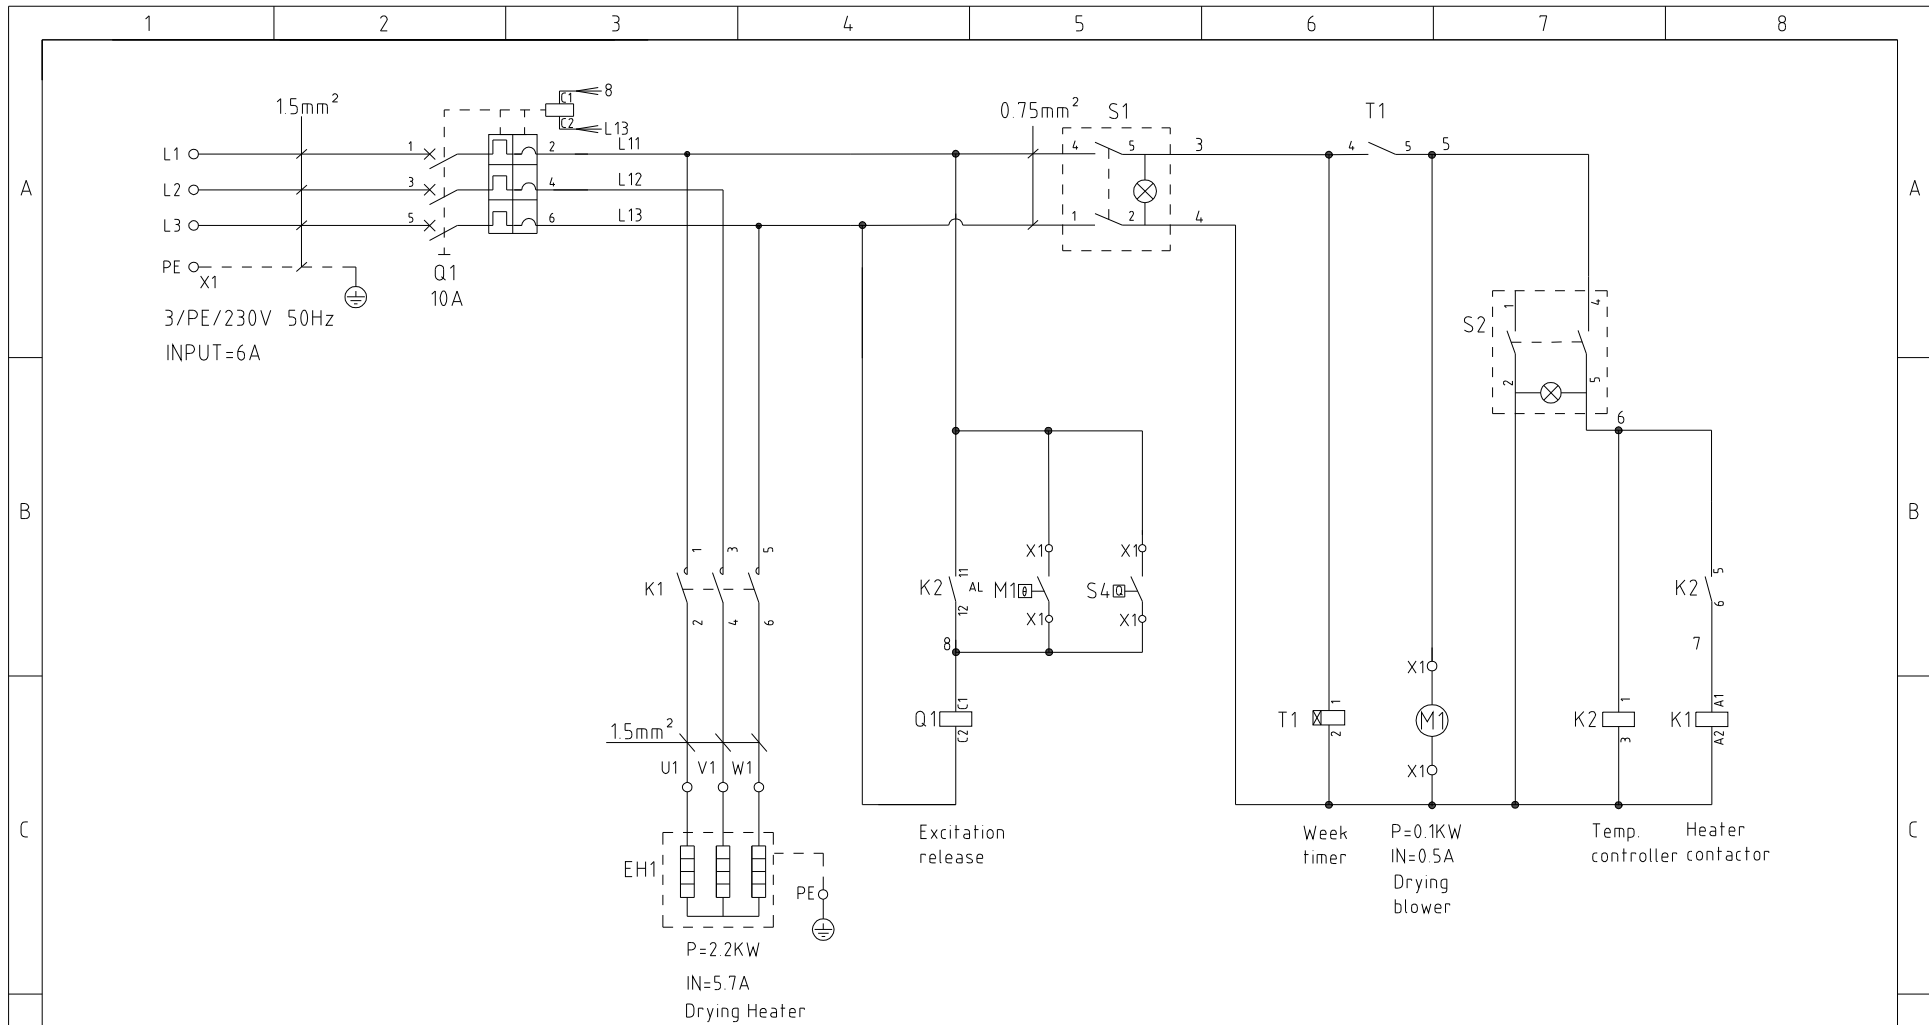 1 2 3 4 5 6 7 8
A A
B B
C C
1.5mm²
C1 8
C2 L13
0.75mm² S1 T1
L1 1 2 L11 4 5 3 4 5 5
L2 3 4 L12
L3 5 6 L13 1 2 4
PE X1
Q1
10A
3/PE/230V 50Hz
INPUT=6A
S2 1 4
2 5
6
K1 1 3 5
2 4 6
K2 11 AL
12
X1 X1
M1 θ S4 Q
X1 X1
8
K2 5
6
7
Q1 C1
C2
T1 1
2
X1
M1
X1
K2 1
3
K1 A1
A2
1.5mm²
U1 V1 W1
EH1
PE
P=2.2KW
IN=5.7A
Drying Heater
Excitation
release
Week
timer
P=0.1KW
IN=0.5A
Drying
blower
Temp.
controller
Heater
contactor